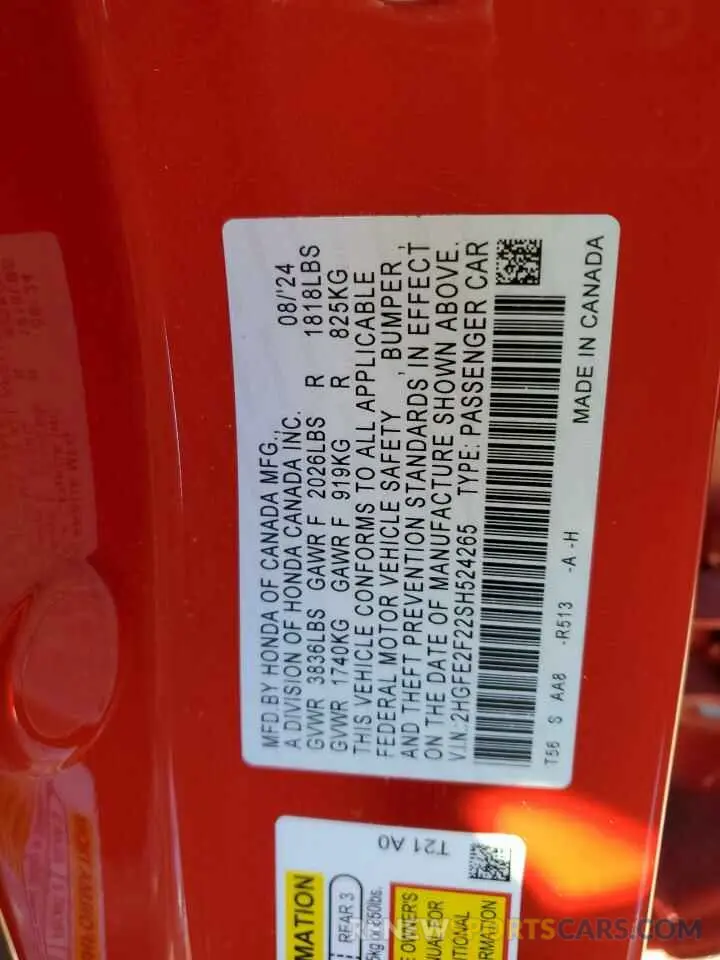 MFD.BY HONDA OF CANADA MFG., 08/'24
A DIVISION OF HONDA CANADA INC.
GVWR 3836LBS GAWR F 2026LBS R 1818LBS
GVWR 1740KG GAWR F 919KG R 825KG
THIS VEHICLE CONFORMS TO ALL APPLICABLE
FEDERAL MOTOR VEHICLE SAFETY , BUMPER ,
AND THEFT PREVENTION STANDARDS IN EFFECT
ON THE DATE OF MANUFACTURE SHOWN ABOVE.
V.I.N.:2HGFE2F22SH524265 TYPE: PASSENGER CAR
T56 S AA8 -R513 -A -H
MADE IN CANADA
T21 A0
REAR 3